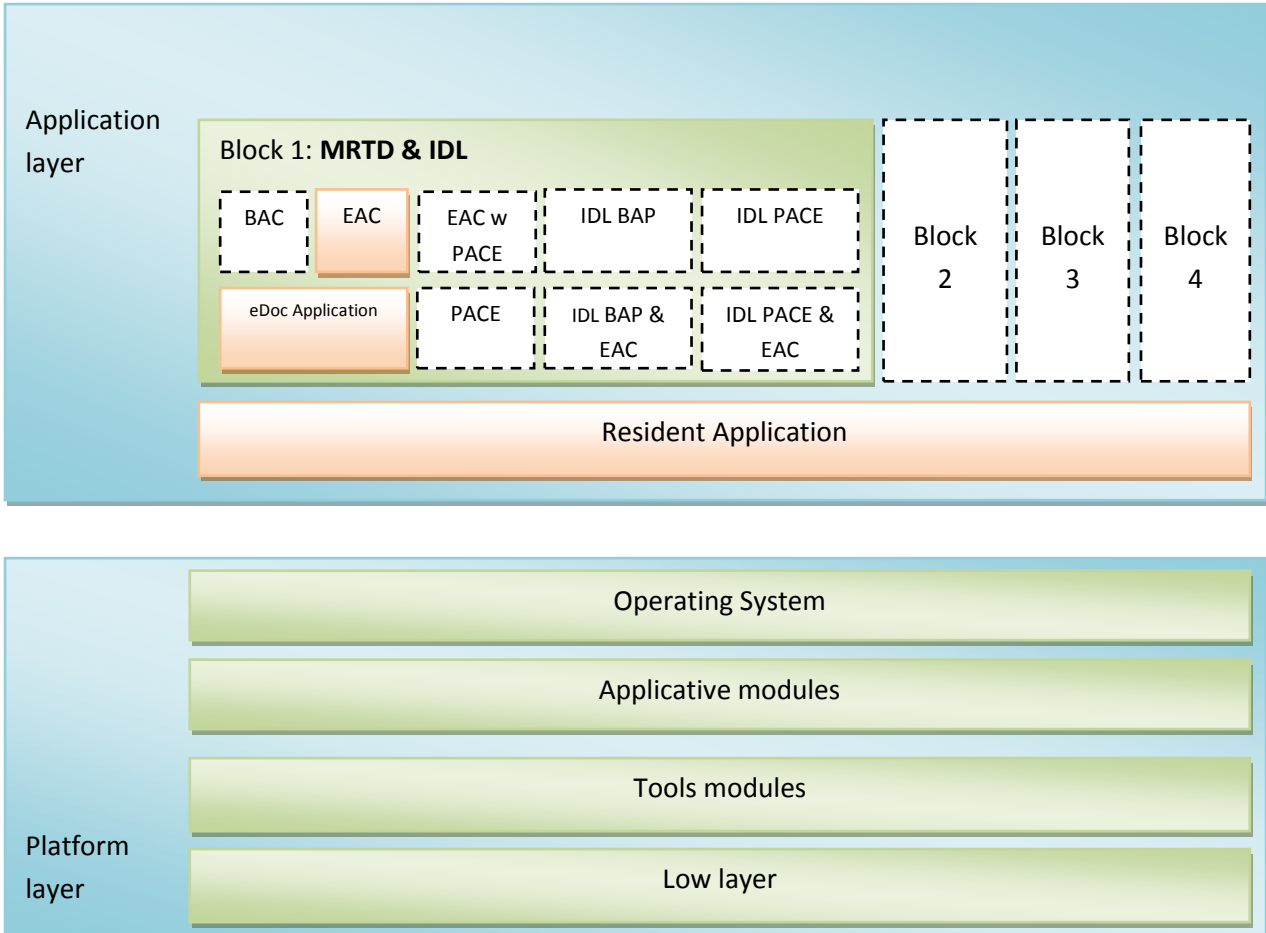 Application
layer
Block 1: MRTD & IDL
BAC
EAC
EAC w
PACE
IDL BAP
IDL PACE
eDoc Application
PACE
IDL BAP &
EAC
IDL PACE &
EAC
Block
2
Block
3
Block
4
Resident Application
Operating System
Applicative modules
Tools modules
Platform
layer
Low layer